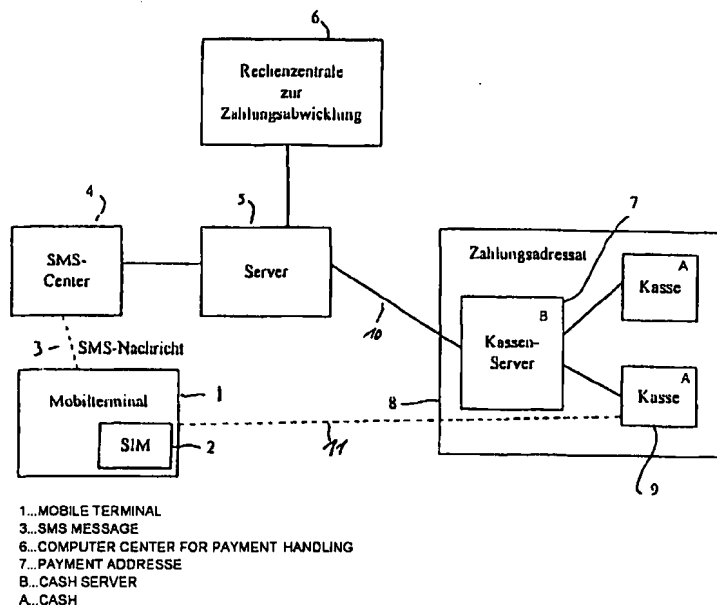 6
Rechenzentrale
zur
Zahlungsabwicklung
4
5
7
SMS-
Center
Server
Zahlungsadressat
A
Kasse
B
Kassen-
Server
10
3
SMS-Nachricht
A
Kasse
Mobilterminal
1
8
SIM
2
11
9
1...MOBILE TERMINAL
3...SMS MESSAGE
6...COMPUTER CENTER FOR PAYMENT HANDLING
7...PAYMENT ADDRESSE
B...CASH SERVER
A...CASH